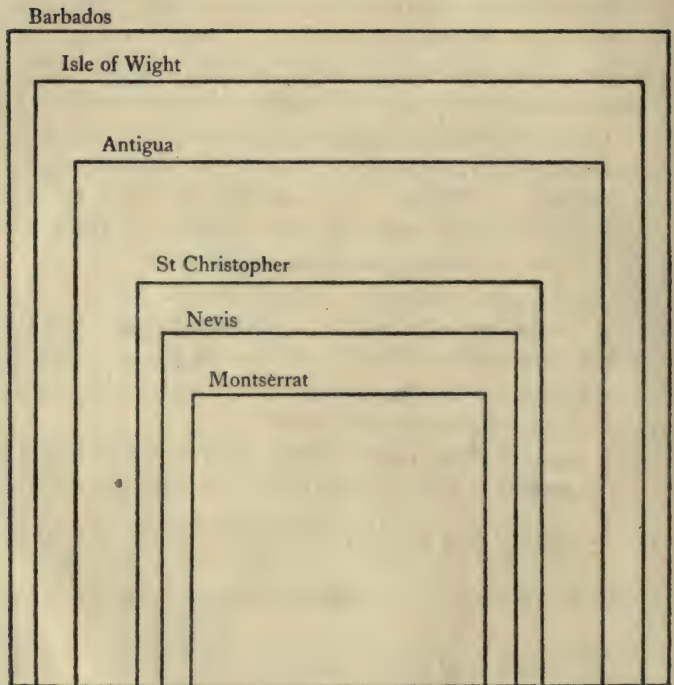 Barbados
Isle of Wight
Antigua
St Christopher
Nevis
Montserrat